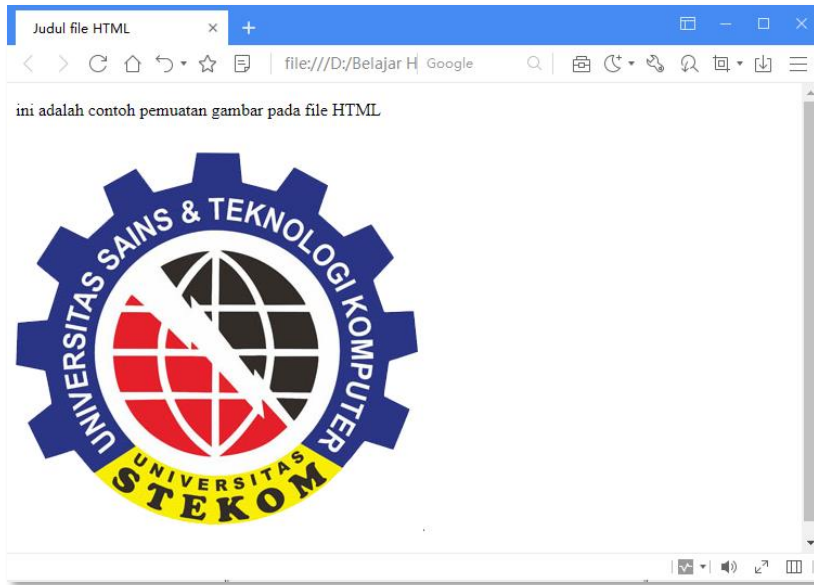 Judul file HTML
file:///D:/Belajar H Google
ini adalah contoh pemuatan gambar pada file HTML
UNIVERSITAS SAINS & TEKNOLOGI KOMPUTER
UNIVERSITAS
STEKOM